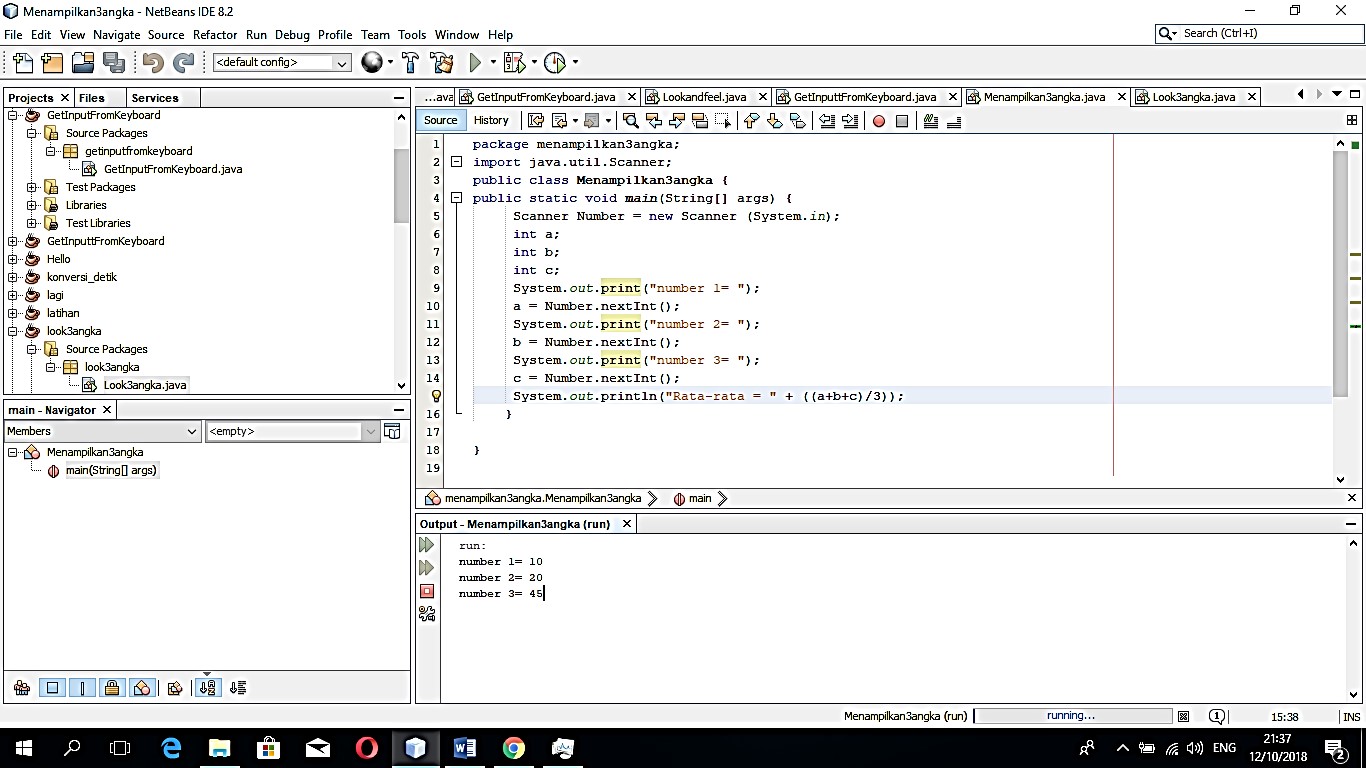 Menampilkan3angka - NetBeans IDE 8.2
File Edit View Navigate Source Refactor Run Debug Profile Team Tools Window Help
Search (Ctrl+I)
<default config>
Projects Files Services
GetInputFromKeyboard
Source Packages
getinputfromkeyboard
GetInputFromKeyboard.java
Test Packages
Libraries
Test Libraries
GetInputtFromKeyboard
Hello
konversi_detik
lagi
latihan
look3angka
Source Packages
look3angka
Look3angka.java
main - Navigator
Members <empty>
Menampilkan3angka
main(String[] args)
...ava GetInputFromKeyboard.java Lookandfeel.java GetInputtFromKeyboard.java Menampilkan3angka.java Look3angka.java
Source History
1 package menampilkan3angka;
2 import java.util.Scanner;
3 public class Menampilkan3angka {
4 public static void main(String[] args) {
5 Scanner Number = new Scanner (System.in);
6 int a;
7 int b;
8 int c;
9 System.out.print("number 1= ");
10 a = Number.nextInt();
11 System.out.print("number 2= ");
12 b = Number.nextInt();
13 System.out.print("number 3= ");
14 c = Number.nextInt();
System.out.println("Rata-rata = " + ((a+b+c)/3));
16 }
17
18 }
19
menampilkan3angka.Menampilkan3angka main
Output - Menampilkan3angka (run)
run:
number 1= 10
number 2= 20
number 3= 45
Menampilkan3angka (run) running... 1 15:38 INS
ENG 21:37
12/10/2018 2